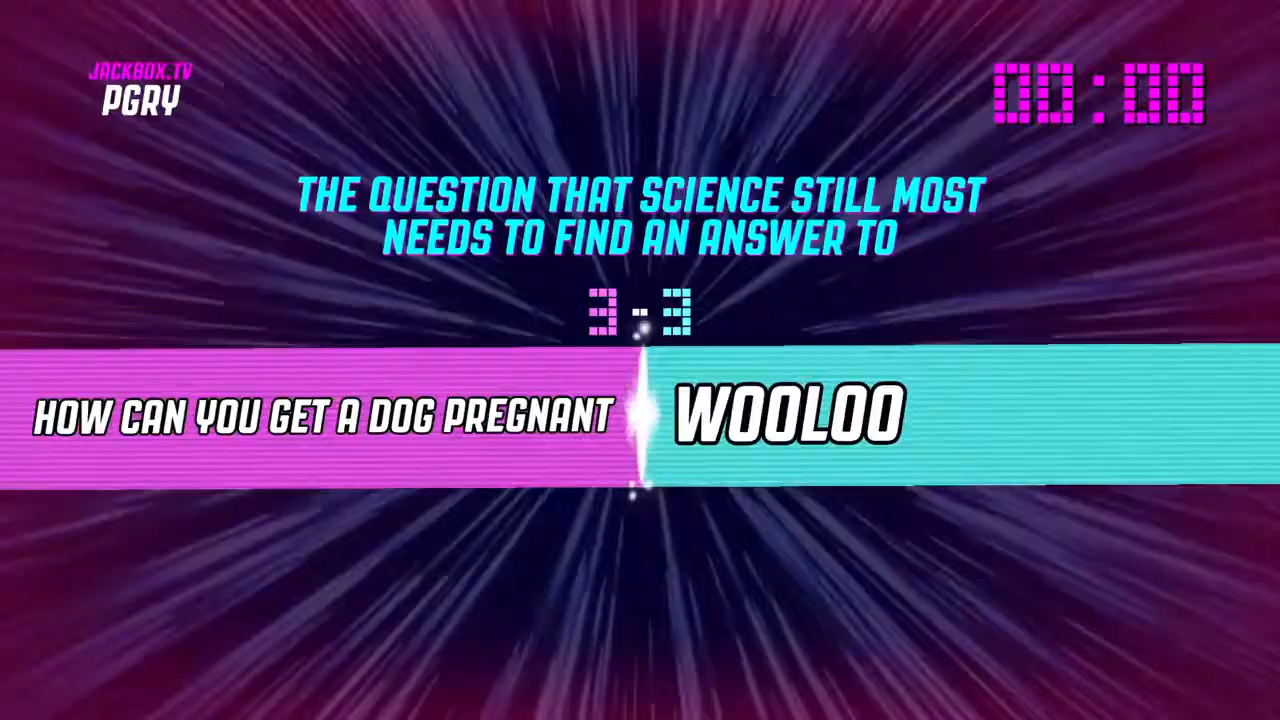 JACKBOX.TV
PGRY
00:00
THE QUESTION THAT SCIENCE STILL MOST
NEEDS TO FIND AN ANSWER TO
3-3
HOW CAN YOU GET A DOG PREGNANT
WOOLOO